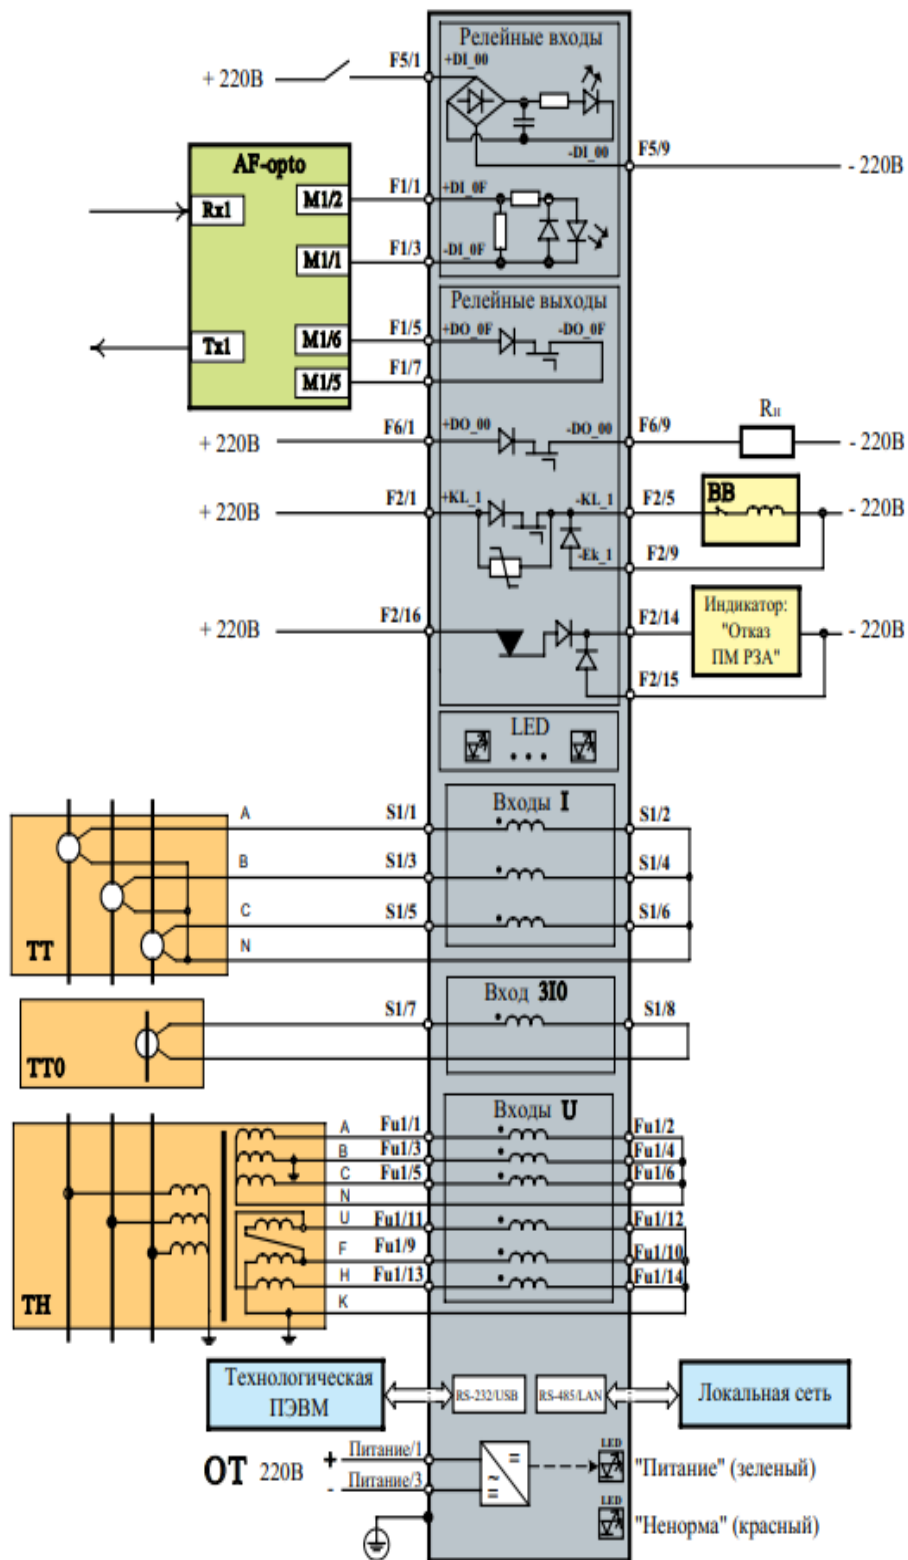 Релейные входы
F5/1
+DI_00
+ 220В
-DI_00
F5/9
- 220В
AF-opto
Rx1
M1/2
F1/1
+DI_0F
M1/1
F1/3
-DI_0F
Релейные выходы
Tx1
M1/6
F1/5
+DO_0F
-DO_0F
M1/5
F1/7
+ 220В
F6/1
+DO_00
-DO_00
F6/9
Rн
- 220В
+ 220В
F2/1
+KL_1
-KL_1
F2/5
ВВ
- 220В
-Ek_1
F2/9
+ 220В
F2/16
F2/14
Индикатор:
"Отказ
ПМ РЗА"
- 220В
F2/15
LED
Входы I
A
S1/1
S1/2
B
S1/3
S1/4
C
S1/5
S1/6
N
ТТ
Вход 3I0
S1/7
S1/8
ТТ0
Входы U
A
Fu1/1
Fu1/2
B
Fu1/3
Fu1/4
C
Fu1/5
Fu1/6
N
U
Fu1/11
Fu1/12
F
Fu1/9
Fu1/10
H
Fu1/13
Fu1/14
K
ТН
Технологическая
ПЭВМ
RS-232/USB
RS-485/LAN
Локальная сеть
ОТ 220В
+ Питание/1
- Питание/3
LED
"Питание" (зеленый)
LED
"Ненорма" (красный)